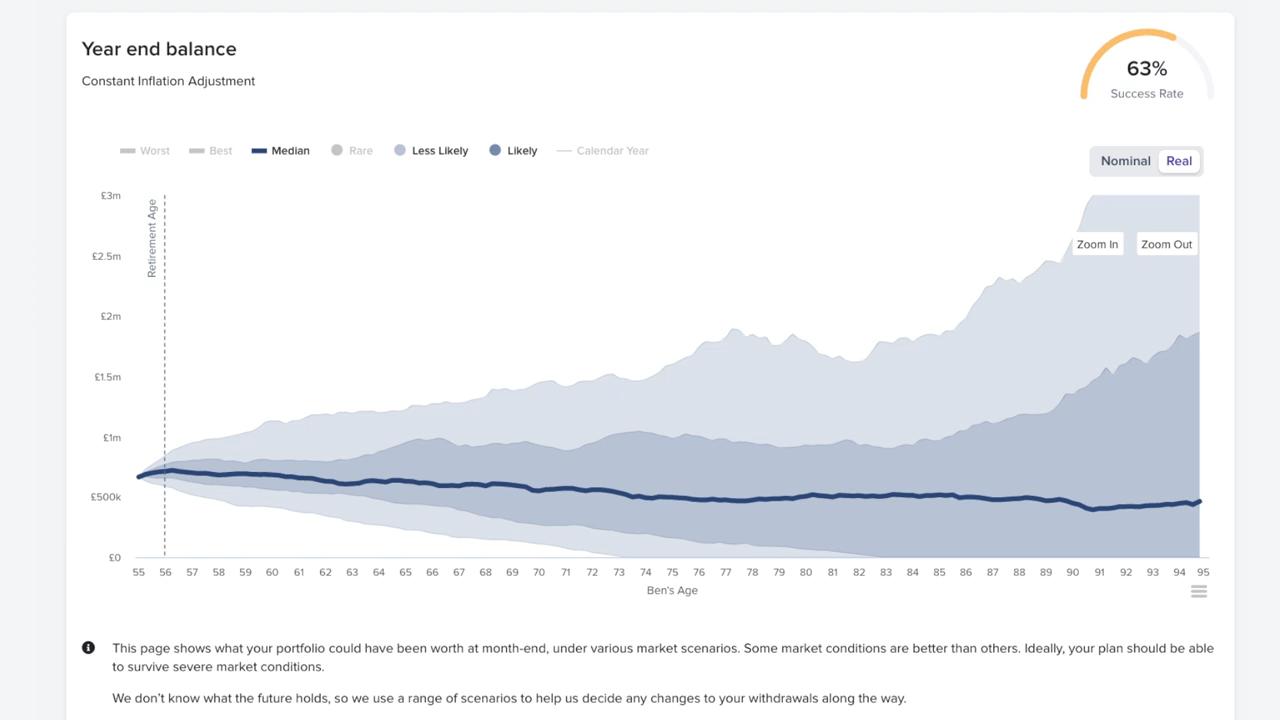 Year end balance
Constant Inflation Adjustment
63%
Success Rate
Worst Best Median Rare Less Likely Likely Calendar Year
Nominal Real
£3m
£2.5m
£2m
£1.5m
£1m
£500k
£0
Retirement Age
Zoom In Zoom Out
55 56 57 58 59 60 61 62 63 64 65 66 67 68 69 70 71 72 73 74 75 76 77 78 79 80 81 82 83 84 85 86 87 88 89 90 91 92 93 94 95
Ben's Age
This page shows what your portfolio could have been worth at month-end, under various market scenarios. Some market conditions are better than others. Ideally, your plan should be able
to survive severe market conditions.
We don't know what the future holds, so we use a range of scenarios to help us decide any changes to your withdrawals along the way.